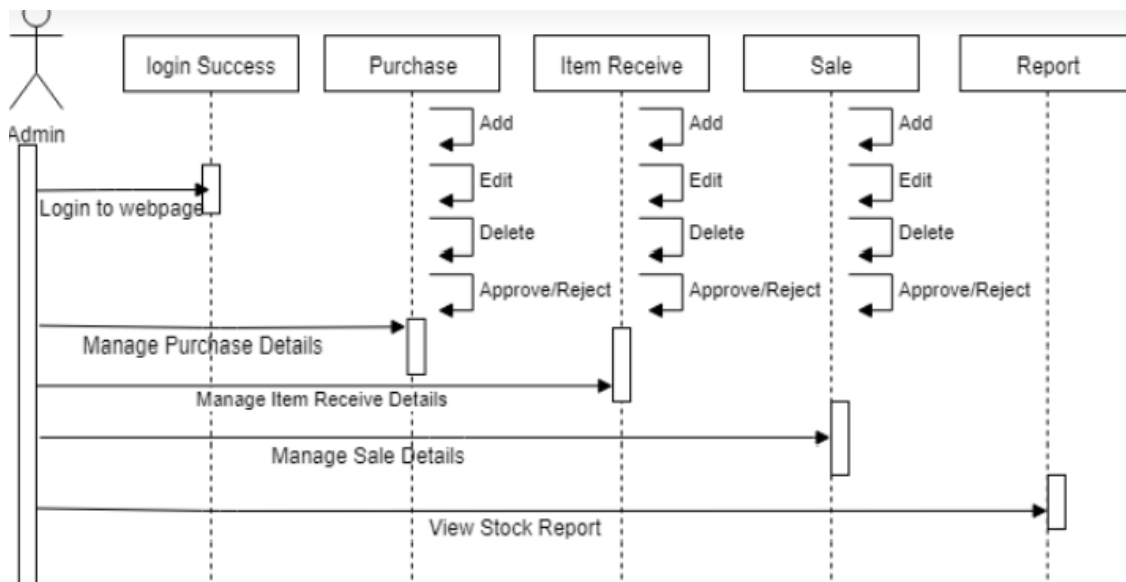 login Success
Purchase
Item Receive
Sale
Report
Admin
Add
Add
Add
Edit
Edit
Edit
Login to webpage
Delete
Delete
Delete
Approve/Reject
Approve/Reject
Approve/Reject
Manage Purchase Details
Manage Item Receive Details
Manage Sale Details
View Stock Report